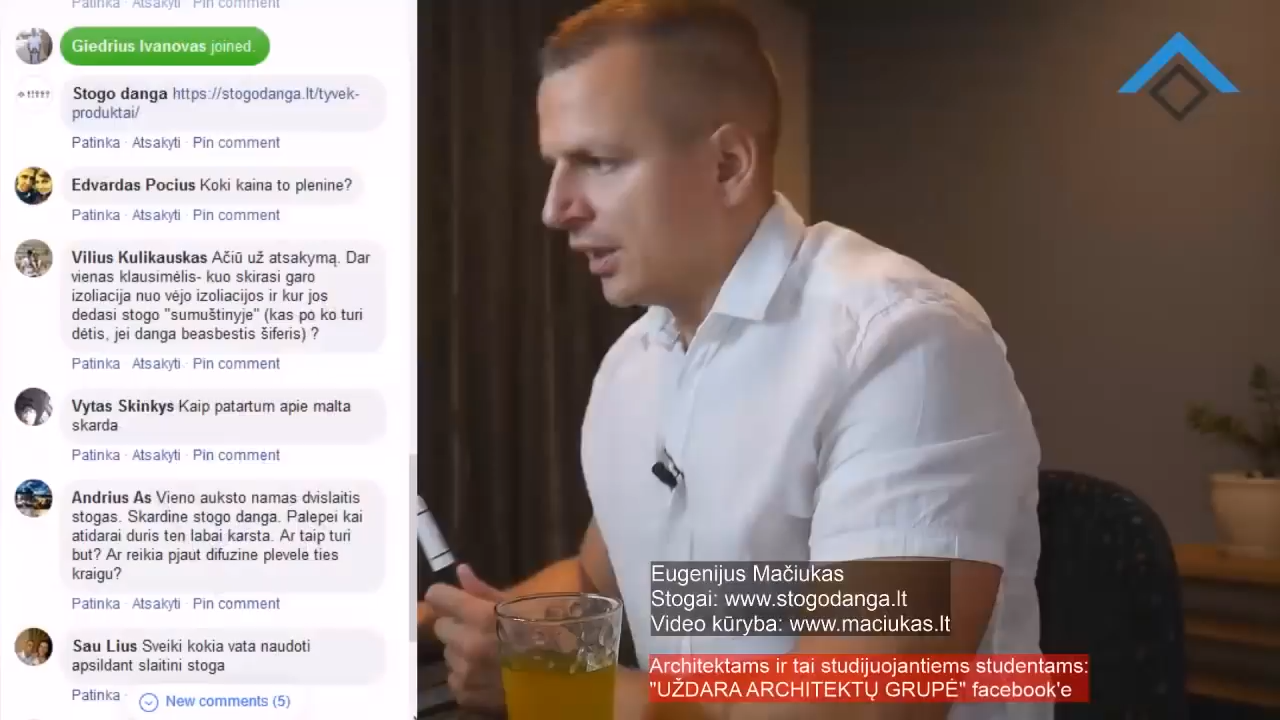 Patinka · Atsakyti · Pin comment
Giedrius Ivanovas joined.
Stogo danga https://stogodanga.lt/tyvek-
produktai/
Patinka · Atsakyti · Pin comment
Edvardas Pocius Koki kaina to plenine?
Patinka · Atsakyti · Pin comment
Vilius Kulikauskas Ačiū už atsakymą. Dar
vienas klausimėlis- kuo skirasi garo
izoliacija nuo vėjo izoliacijos ir kur jos
dedasi stogo "sumuštinyje" (kas po ko turi
dėtis, jei danga beasbestis šiferis) ?
Patinka · Atsakyti · Pin comment
Vytas Skinkys Kaip patartum apie malta
skarda
Patinka · Atsakyti · Pin comment
Andrius As Vieno auksto namas dvislaitis
stogas. Skardine stogo danga. Palepei kai
atidarai duris ten labai karsta. Ar taip turi
but? Ar reikia pjaut difuzine plevele ties
kraigu?
Patinka · Atsakyti · Pin comment
Sau Lius Sveiki kokia vata naudoti
apsildant slaitini stoga
Patinka ·
New comments (5)
Eugenijus Mačiukas
Stogai: www.stogodanga.lt
Video kūryba: www.maciukas.lt
Architektams ir tai studijuojantiems studentams:
"UŽDARA ARCHITEKTŲ GRUPĖ" facebook'e